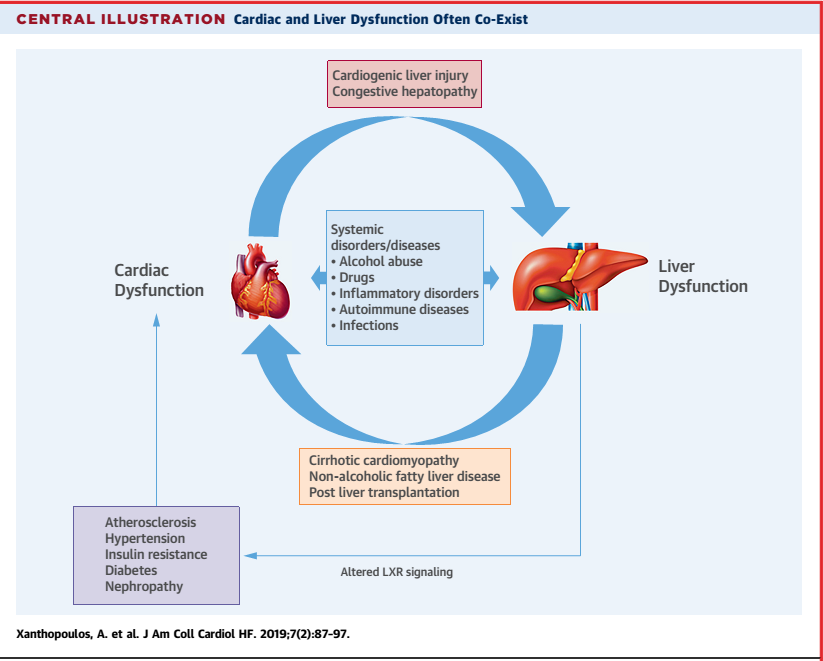 CENTRAL ILLUSTRATION Cardiac and Liver Dysfunction Often Co-Exist
Cardiogenic liver injury
Congestive hepatopathy
Systemic
disorders/diseases
• Alcohol abuse
• Drugs
• Inflammatory disorders
• Autoimmune diseases
• Infections
Cardiac
Dysfunction
Liver
Dysfunction
Cirrhotic cardiomyopathy
Non-alcoholic fatty liver disease
Post liver transplantation
Atherosclerosis
Hypertension
Insulin resistance
Diabetes
Nephropathy
Altered LXR signaling
Xanthopoulos, A. et al. J Am Coll Cardiol HF. 2019;7(2):87–97.